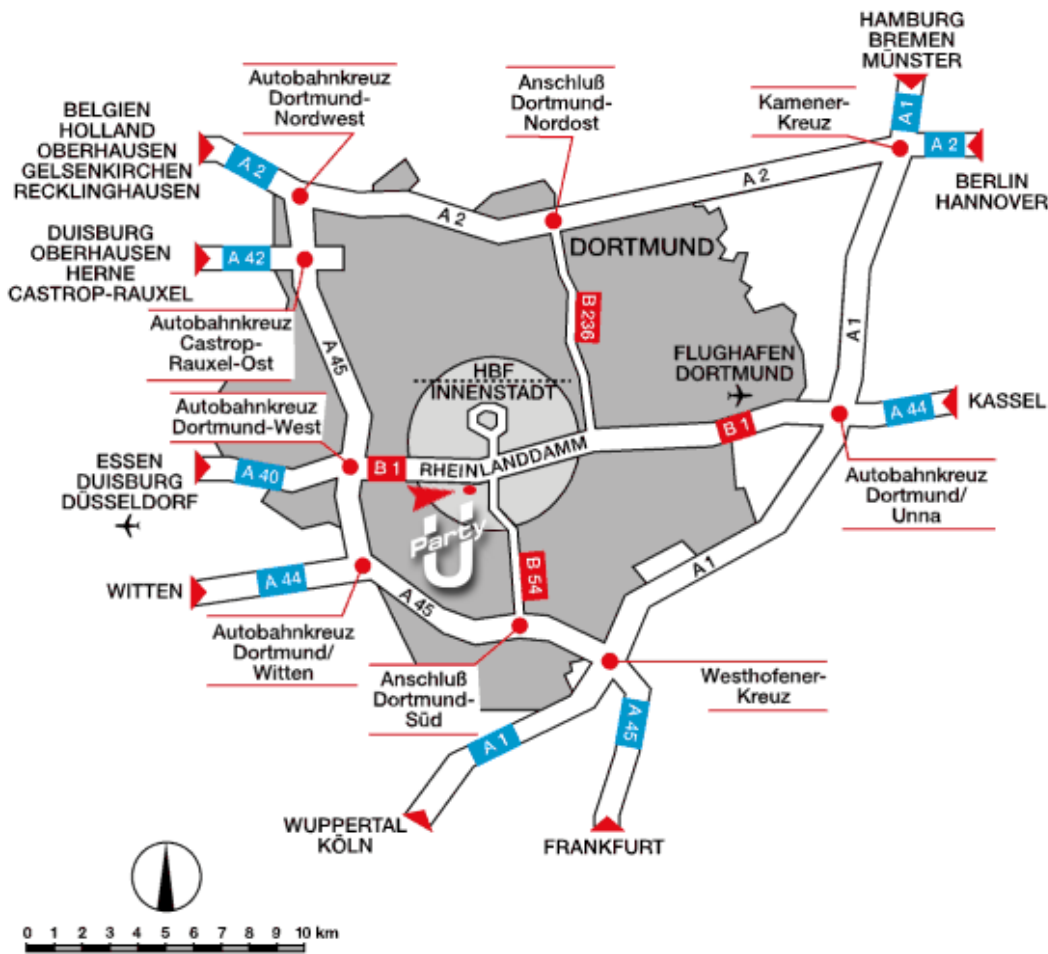 HAMBURG
BREMEN
MÜNSTER
Autobahnkreuz
Dortmund-
Nordwest
Anschluß
Dortmund-
Nordost
Kamener-
Kreuz
A 1
A 2
BELGIEN
HOLLAND
OBERHAUSEN
GELSENKIRCHEN
RECKLINGHAUSEN
A 2
A 2
A 2
BERLIN
HANNOVER
DUISBURG
OBERHAUSEN
HERNE
CASTROP-RAUXEL
A 42
DORTMUND
B 236
A 1
Autobahnkreuz
Castrop-
Rauxel-Ost
A 45
HBF
INNENSTADT
FLUGHAFEN
DORTMUND
Autobahnkreuz
Dortmund-West
B 1
A 44
KASSEL
ESSEN
DUISBURG
DÜSSELDORF
A 40
B 1
RHEINLANDDAMM
Autobahnkreuz
Dortmund/
Unna
Ü
Party
WITTEN
A 44
A 45
B 54
A 1
Autobahnkreuz
Dortmund/
Witten
Anschluß
Dortmund-
Süd
Westhofener-
Kreuz
A 1
A 45
WUPPERTAL
KÖLN
FRANKFURT
0 1 2 3 4 5 6 7 8 9 10 km